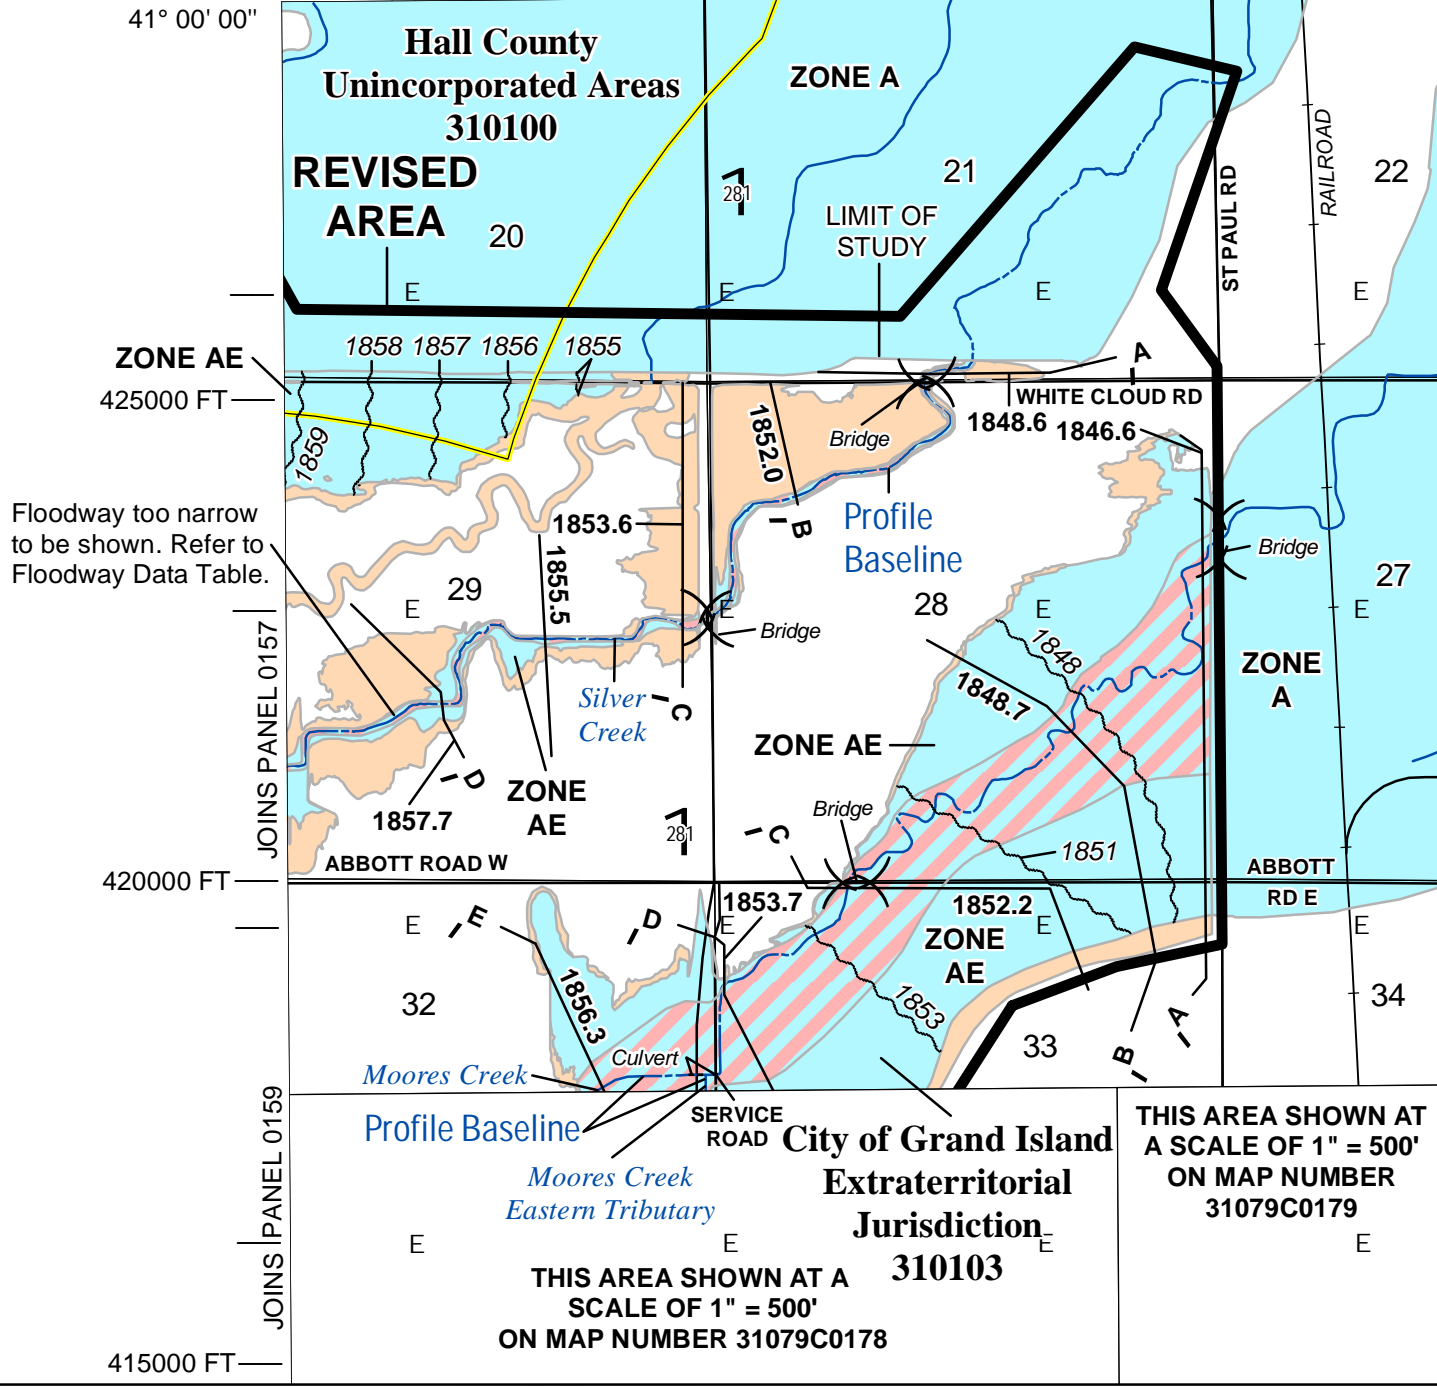 41° 00' 00"
Hall County
Unincorporated Areas
310100
ZONE A
REVISED
AREA
20
281
21
22
LIMIT OF
STUDY
ST PAUL RD
RAILROAD
E
E
E
E
ZONE AE
1858
1857
1856
1855
A
425000 FT
WHITE CLOUD RD
1859
1852.0
Bridge
1848.6
1846.6
Floodway too narrow
to be shown. Refer to
Floodway Data Table.
1853.6
B
Profile
Baseline
Bridge
1855.5
29
28
27
E
E
E
E
Bridge
JOINS PANEL 0157
1848
ZONE
A
Silver
Creek
C
1848.7
ZONE AE
D
ZONE
AE
1857.7
281
Bridge
C
1851
ABBOTT ROAD W
ABBOTT
RD E
420000 FT
1853.7
1852.2
E
D
E
E
E
E
ZONE
AE
1856.3
1853
32
33
34
A
B
Culvert
Moores Creek
Profile Baseline
SERVICE
ROAD
City of Grand Island
Extraterritorial
Jurisdiction
310103
THIS AREA SHOWN AT
A SCALE OF 1" = 500'
ON MAP NUMBER
31079C0179
Moores Creek
Eastern Tributary
JOINS PANEL 0159
E
E
E
E
THIS AREA SHOWN AT A
SCALE OF 1" = 500'
ON MAP NUMBER 31079C0178
415000 FT